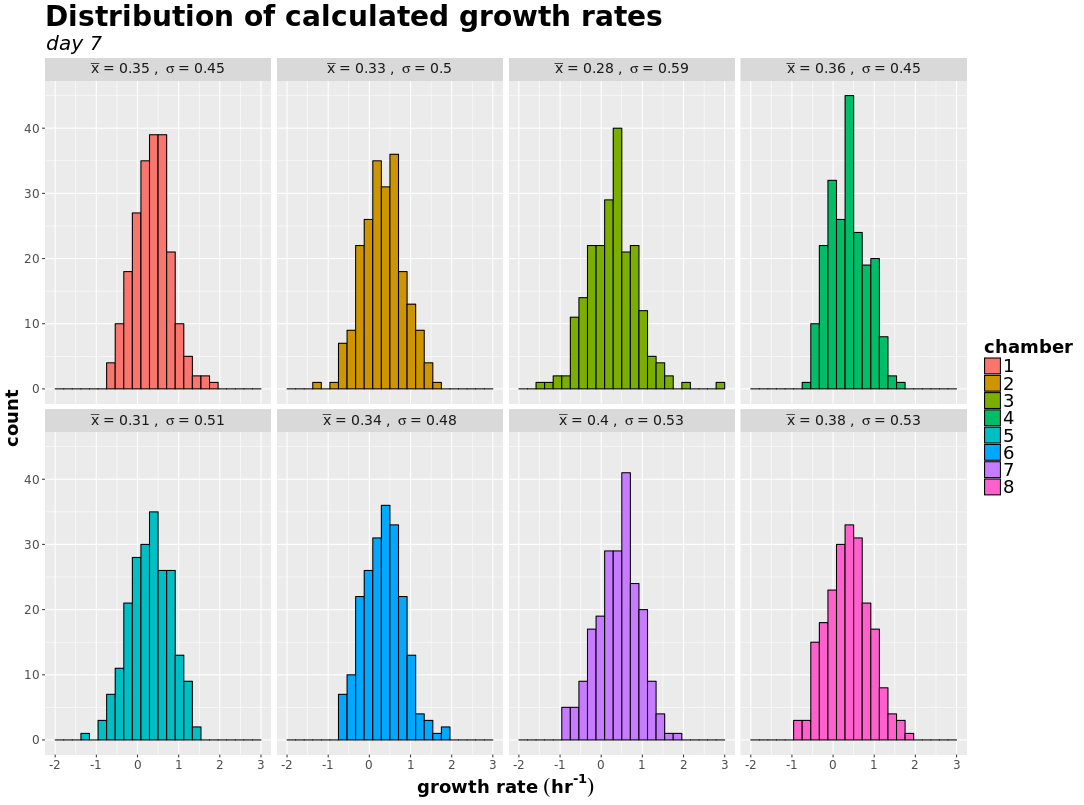 Distribution of calculated growth rates
day 7
x̅ = 0.35 , σ = 0.45
x̅ = 0.33 , σ = 0.5
x̅ = 0.28 , σ = 0.59
x̅ = 0.36 , σ = 0.45
40
30
20
10
0
x̅ = 0.31 , σ = 0.51
x̅ = 0.34 , σ = 0.48
x̅ = 0.4 , σ = 0.53
x̅ = 0.38 , σ = 0.53
40
30
20
10
0
-2 -1 0 1 2 3
-2 -1 0 1 2 3
-2 -1 0 1 2 3
-2 -1 0 1 2 3
count
growth rate (hr⁻¹)
chamber
1
2
3
4
5
6
7
8